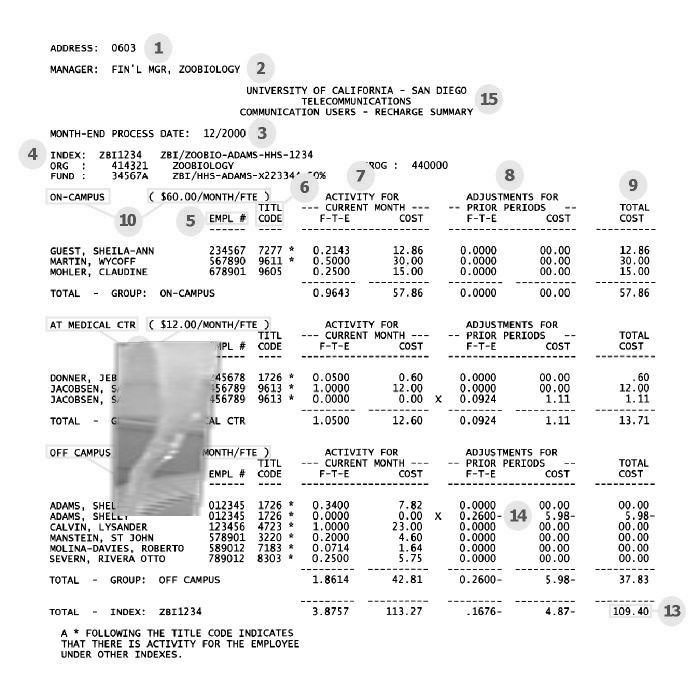 ADDRESS: 0603 1
MANAGER: FIN'L MGR, ZOOBIOLOGY 2
UNIVERSITY OF CALIFORNIA - SAN DIEGO
TELECOMMUNICATIONS 15
COMMUNICATION USERS - RECHARGE SUMMARY
MONTH-END PROCESS DATE: 12/2000 3
4 INDEX: ZBI1234 ZBI/ZOOBIO-ADAMS-HHS-1234
ORG : 414321 ZOOBIOLOGY : 440000
FUND : 34567A ZBI/HHS-ADAMS-X22334
6 7 8 9
ON-CAMPUS ( $60.00/MONTH/FTE ) ACTIVITY FOR ADJUSTMENTS FOR
TITL --- CURRENT MONTH --- -- PRIOR PERIODS -- TOTAL
10 5 EMPL # CODE F-T-E COST F-T-E COST COST
GUEST, SHEILA-ANN 234567 7277 * 0.2143 12.86 0.0000 00.00 12.86
MARTIN, WYCOFF 567890 9611 * 0.5000 30.00 0.0000 00.00 30.00
MOHLER, CLAUDINE 678901 9605 0.2500 15.00 0.0000 00.00 15.00
TOTAL - GROUP: ON-CAMPUS 0.9643 57.86 0.0000 00.00 57.86
AT MEDICAL CTR ( $12.00/MONTH/FTE ) ACTIVITY FOR ADJUSTMENTS FOR
TITL --- CURRENT MONTH --- -- PRIOR PERIODS -- TOTAL
MPL # CODE F-T-E COST F-T-E COST COST
DONNER, JEB 45678 1726 * 0.0500 0.60 0.0000 00.00 .60
JACOBSEN, 456789 9613 * 1.0000 12.00 0.0000 00.00 12.00
JACOBSEN, 456789 9613 * 0.0000 0.00 X 0.0924 1.11 1.11
TOTAL - AL CTR 1.0500 12.60 0.0924 1.11 13.71
OFF CAMPUS MONTH/FTE ) ACTIVITY FOR ADJUSTMENTS FOR
TITL --- CURRENT MONTH --- -- PRIOR PERIODS -- TOTAL
EMPL # CODE F-T-E COST F-T-E COST COST
ADAMS, SHEL 012345 1726 * 0.3400 7.82 0.0000 00.00 00.00
ADAMS, SHELLY 012345 1726 * 0.0000 0.00 X 0.2600- 14 5.98- 5.98-
CALVIN, LYSANDER 123456 4723 * 1.0000 23.00 0.0000 00.00 00.00
MANSTEIN, ST JOHN 578901 3220 * 0.2000 4.60 0.0000 00.00 00.00
MOLINA-DAVIES, ROBERTO 589012 7183 * 0.0714 1.64 0.0000 00.00 00.00
SEVERN, RIVERA OTTO 789012 8303 * 0.2500 5.75 0.0000 00.00 00.00
TOTAL - GROUP: OFF CAMPUS 1.8614 42.81 0.2600- 5.98- 37.83
TOTAL - INDEX: ZBI1234 3.8757 113.27 .1676- 4.87- 109.40 13
A * FOLLOWING THE TITLE CODE INDICATES
THAT THERE IS ACTIVITY FOR THE EMPLOYEE
UNDER OTHER INDEXES.